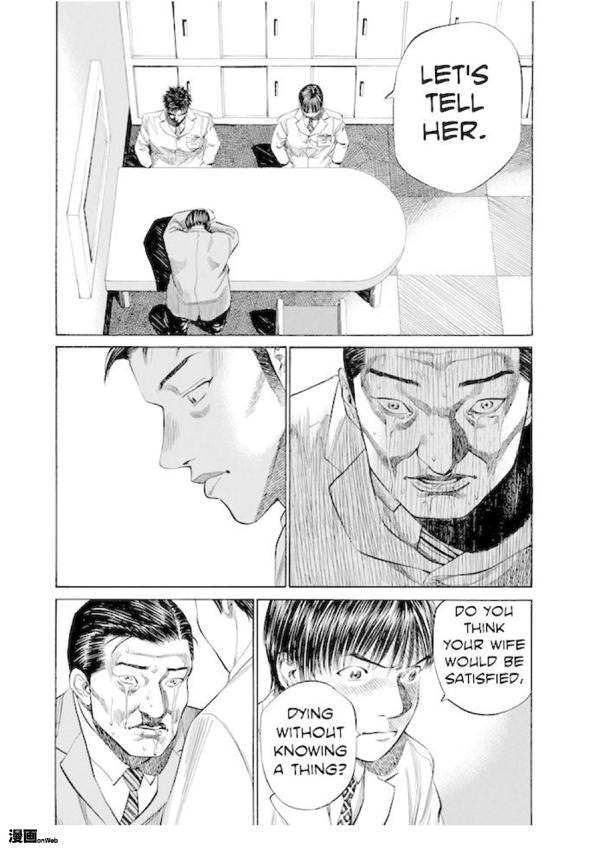 LET'S
TELL
HER.
DO YOU
THINK
YOUR WIFE
WOULD BE
SATISFIED,
DYING
WITHOUT
KNOWING
A THING?
漫画onWeb